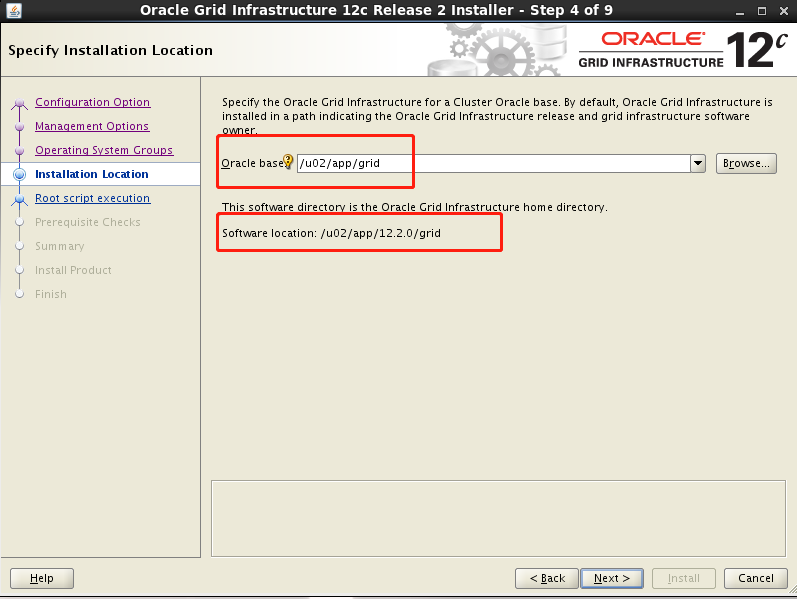 Oracle Grid Infrastructure 12c Release 2 Installer - Step 4 of 9
Specify Installation Location
ORACLE
GRID INFRASTRUCTURE
12c
Configuration Option
Management Options
Operating System Groups
Installation Location
Root script execution
Prerequisite Checks
Summary
Install Product
Finish
Specify the Oracle Grid Infrastructure for a Cluster Oracle base. By default, Oracle Grid Infrastructure is
installed in a path indicating the Oracle Grid Infrastructure release and grid infrastructure software
owner.
Oracle base /u02/app/grid Browse...
This software directory is the Oracle Grid Infrastructure home directory.
Software location: /u02/app/12.2.0/grid
Help < Back Next > Install Cancel